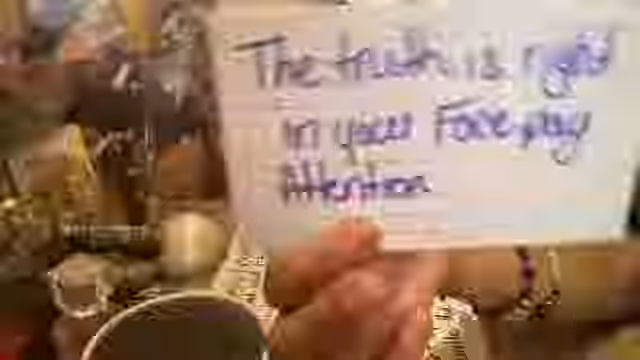 The truth is right
in your Face pay
Attention